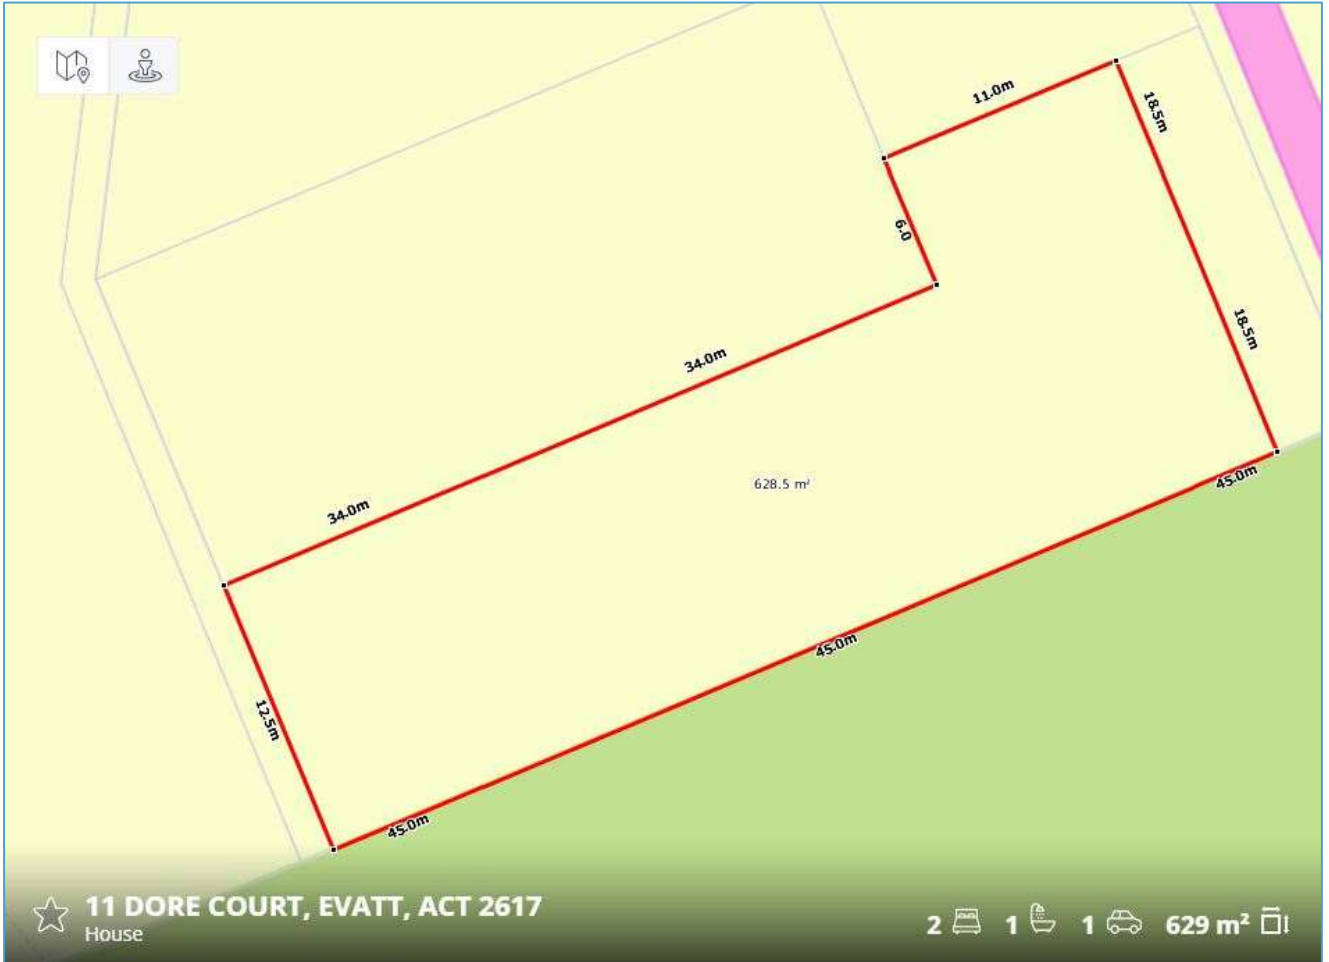 11.0m
18.5m
6.0
18.5m
34.0m
34.0m
628.5 m²
45.0m
45.0m
12.5m
45.0m
11 DORE COURT, EVATT, ACT 2617
House
2 1 1 629 m²